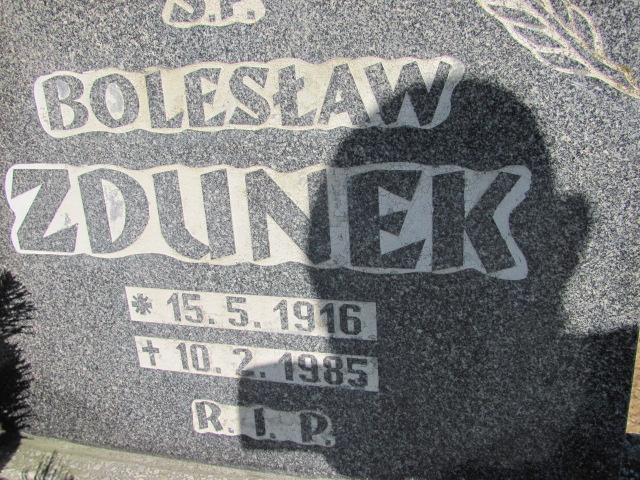 Ś.P.
BOLESŁAW
ZDUNEK
* 15. 5. 1916
† 10. 2. 1985
R. I. P.